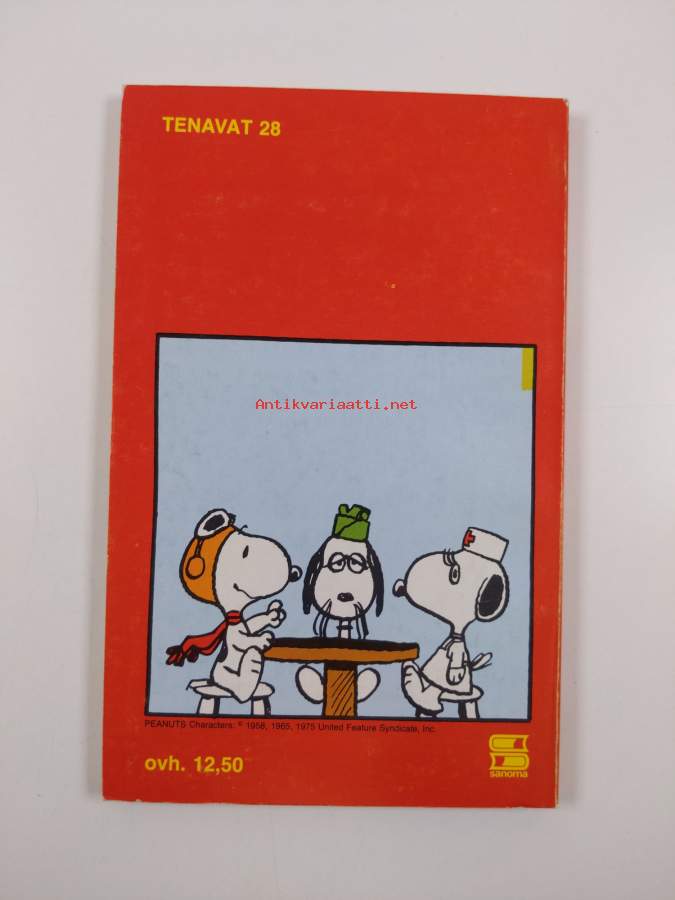 TENAVAT 28
Antikvariaatti.net
PEANUTS Characters: © 1958, 1965, 1975 United Feature Syndicate, Inc.
ovh. 12,50
sanoma